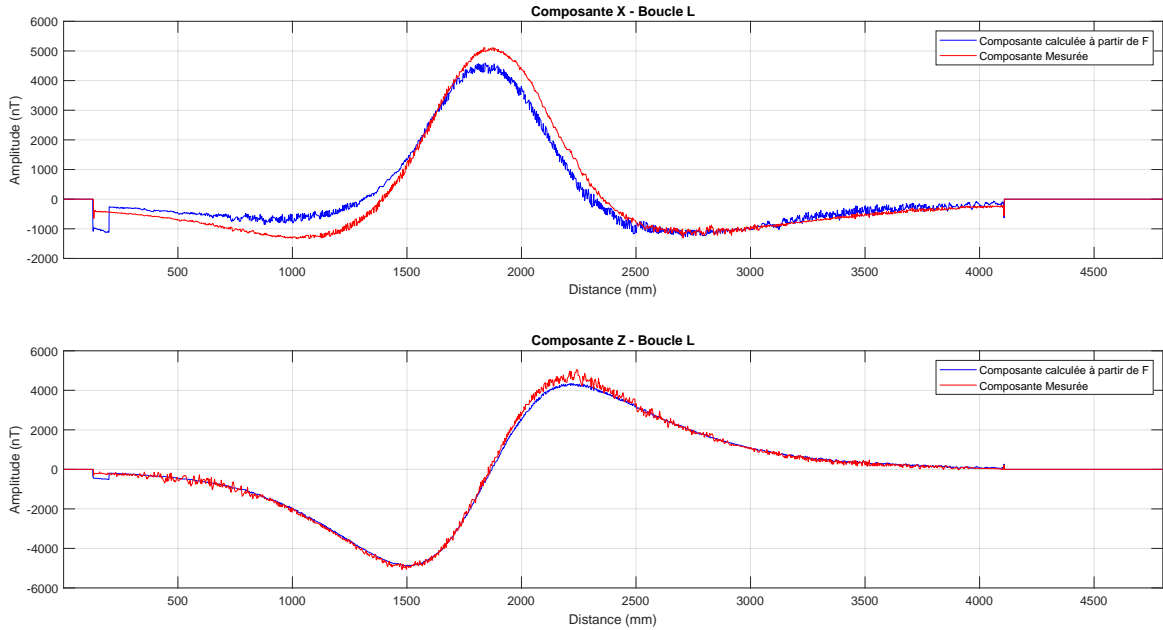 Composante X - Boucle L
6000
5000
4000
3000
2000
1000
0
-1000
-2000
Amplitude (nT)
Composante calculée à partir de F
Composante Mesurée
500 1000 1500 2000 2500 3000 3500 4000 4500
Distance (mm)
Composante Z - Boucle L
6000
4000
2000
0
-2000
-4000
-6000
Amplitude (nT)
Composante calculée à partir de F
Composante Mesurée
500 1000 1500 2000 2500 3000 3500 4000 4500
Distance (mm)